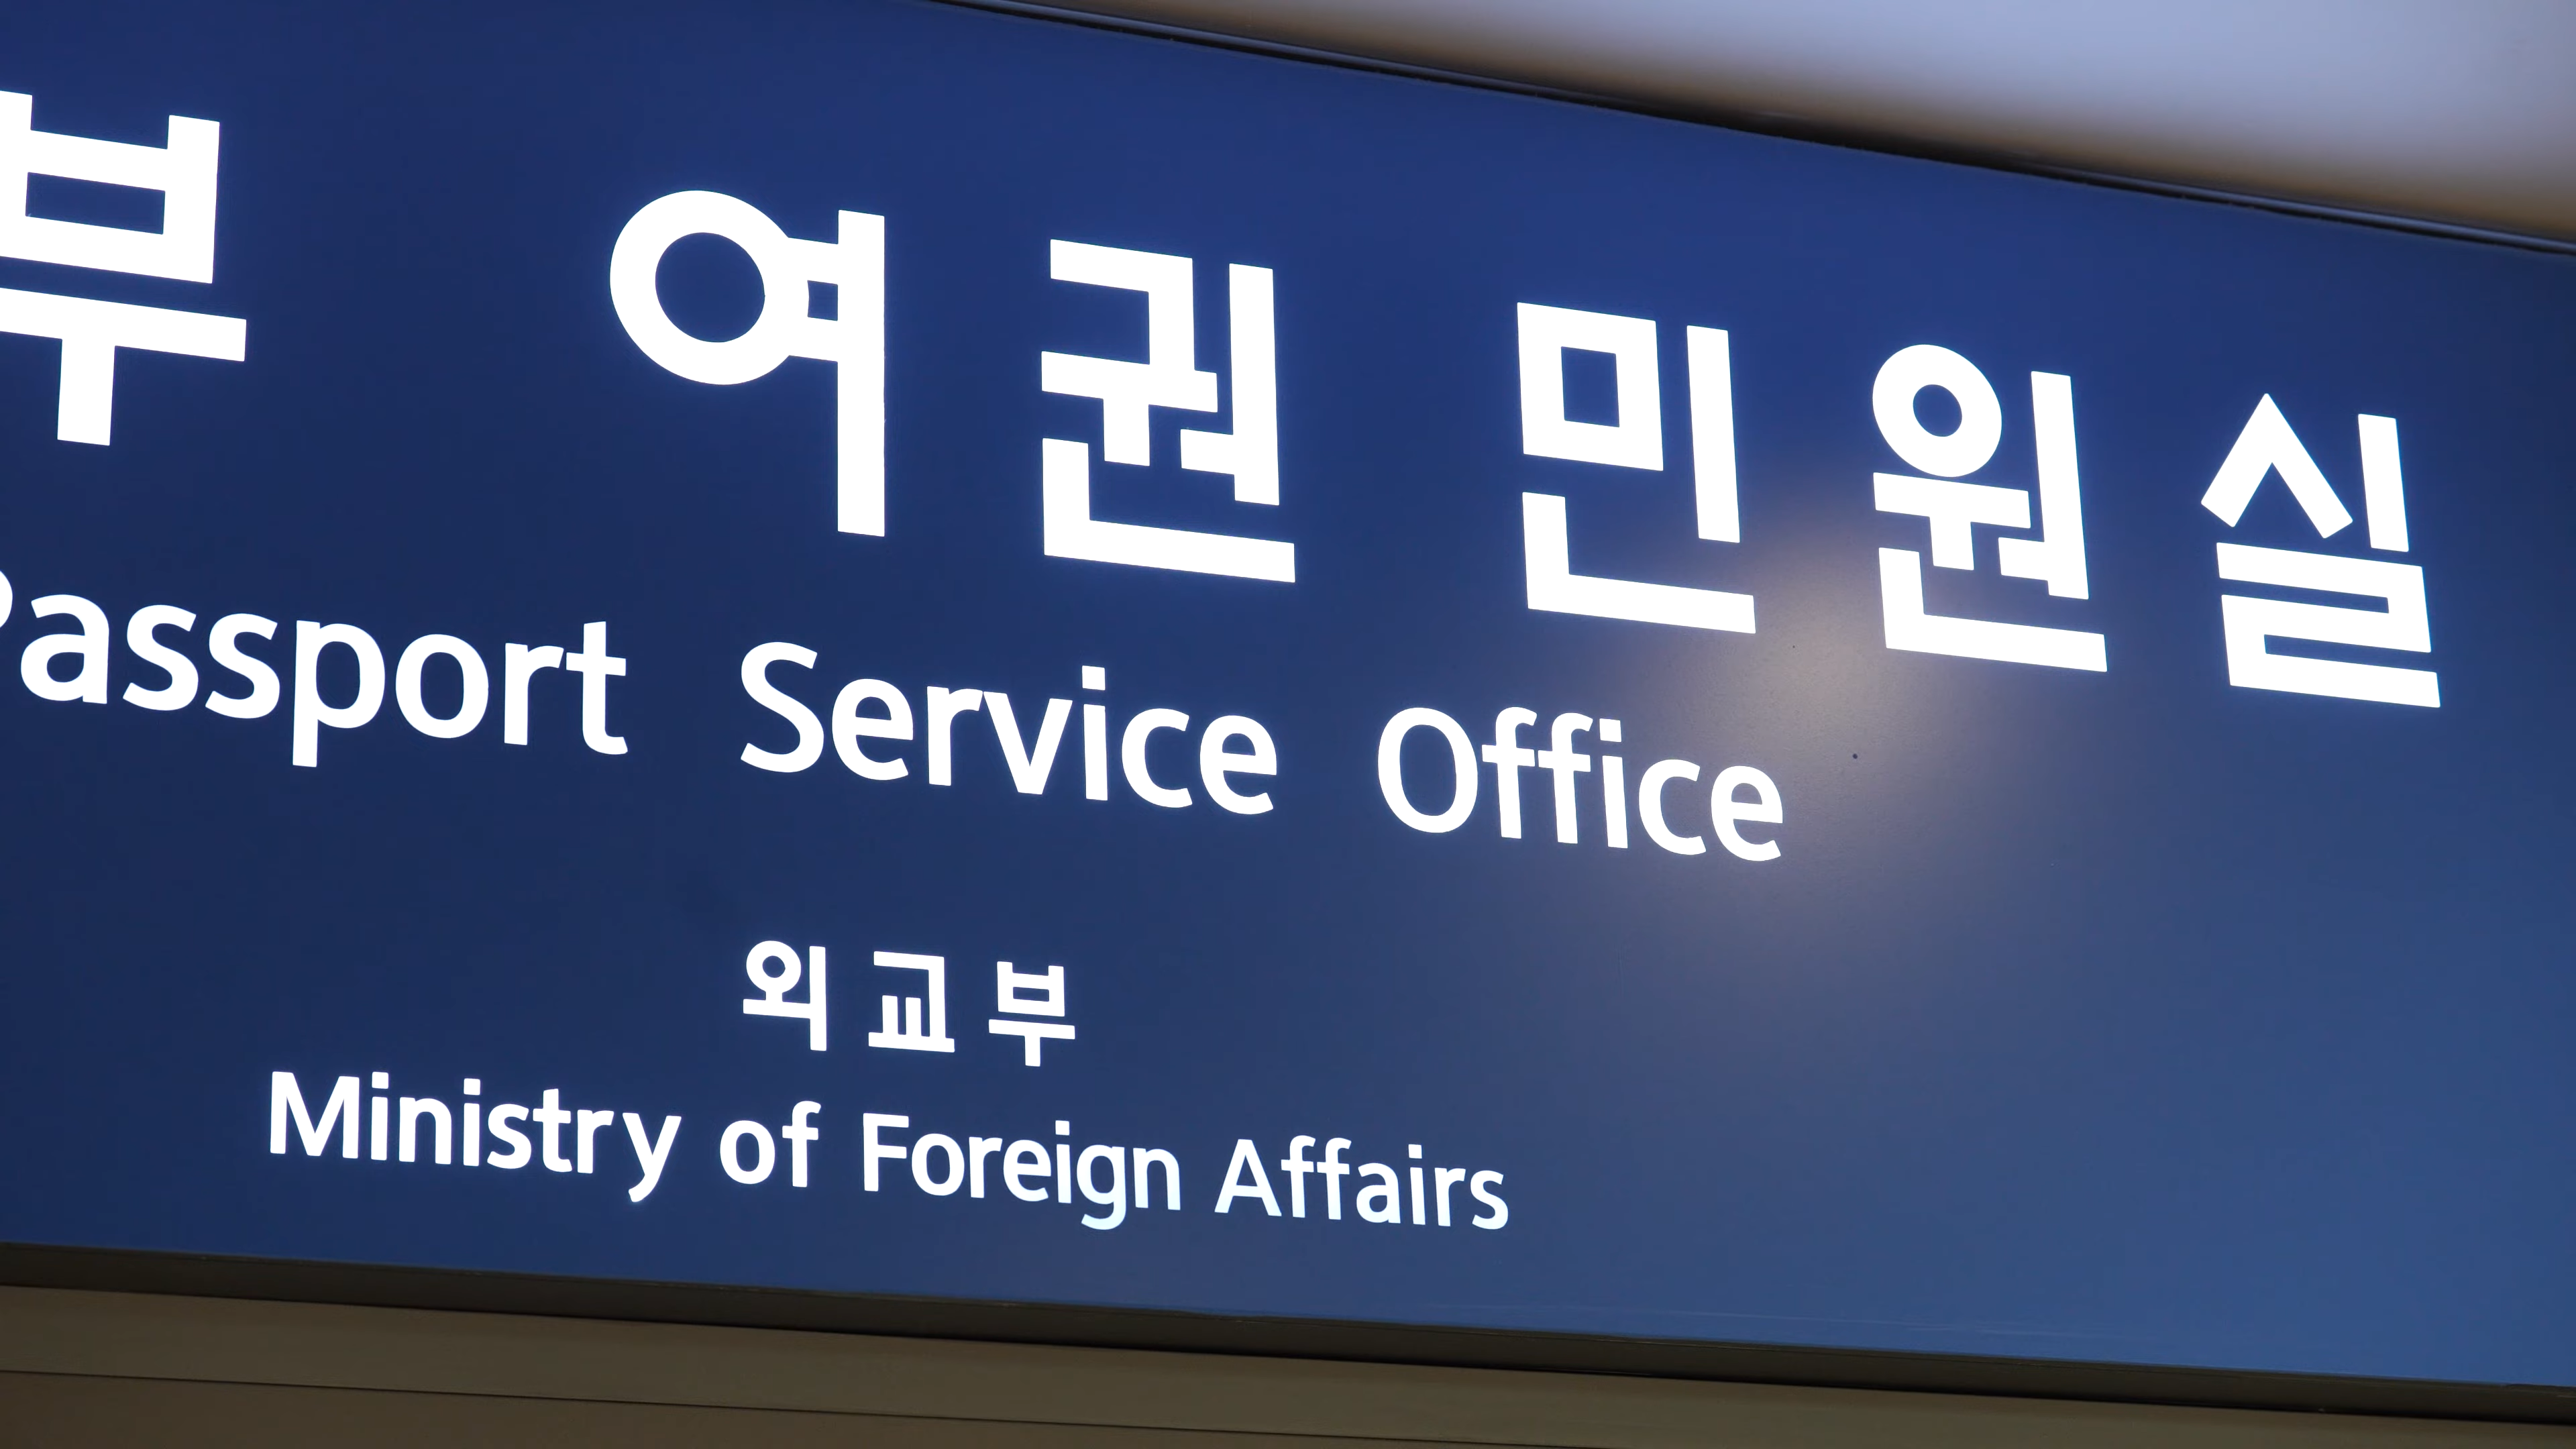 부 여권 민원실
Passport Service Office
외교부
Ministry of Foreign Affairs